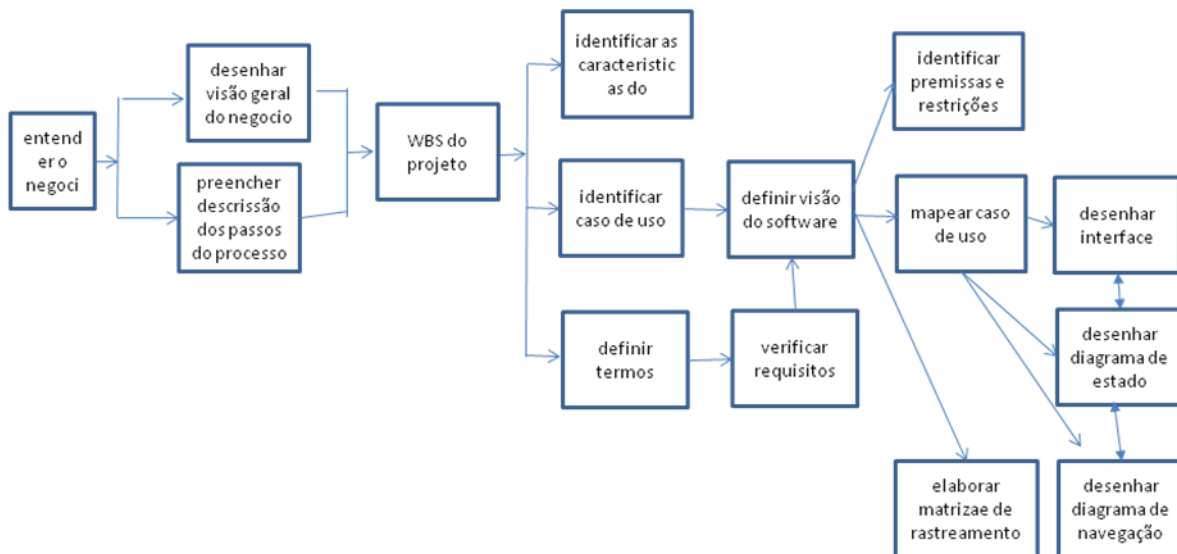 entend
er o
negoci
desenhar
visão geral
do negocio
preencher
descrissão
dos passos
do processo
WBS do
projeto
identificar as
caracteristic
as do
identificar
caso de uso
definir
termos
definir visão
do software
verificar
requisitos
identificar
premissas e
restrições
mapear caso
de uso
desenhar
interface
desenhar
diagrama de
estado
elaborar
matrizae de
rastreamento
desenhar
diagrama de
navegação